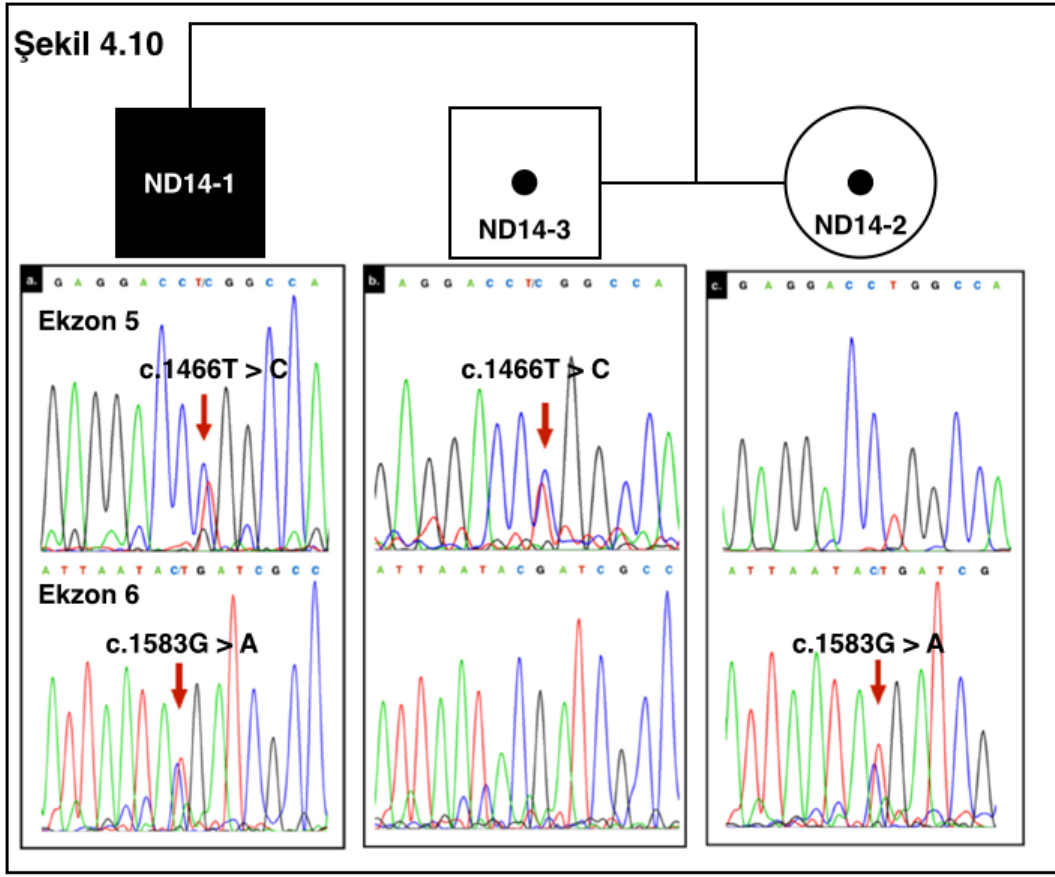 Şekil 4.10
ND14-1
ND14-3
ND14-2
a. G A G G A C C T/C G G C C A
Ekzon 5
c.1466T > C
b. A G G A C C T/C G G C C A
c.1466T > C
c. G A G G A C C T G G C C A
A T T A A T A C/T G A T C G C C
Ekzon 6
c.1583G > A
A T T A A T A C G A T C G C C
A T T A A T A C/T G A T C G
c.1583G > A